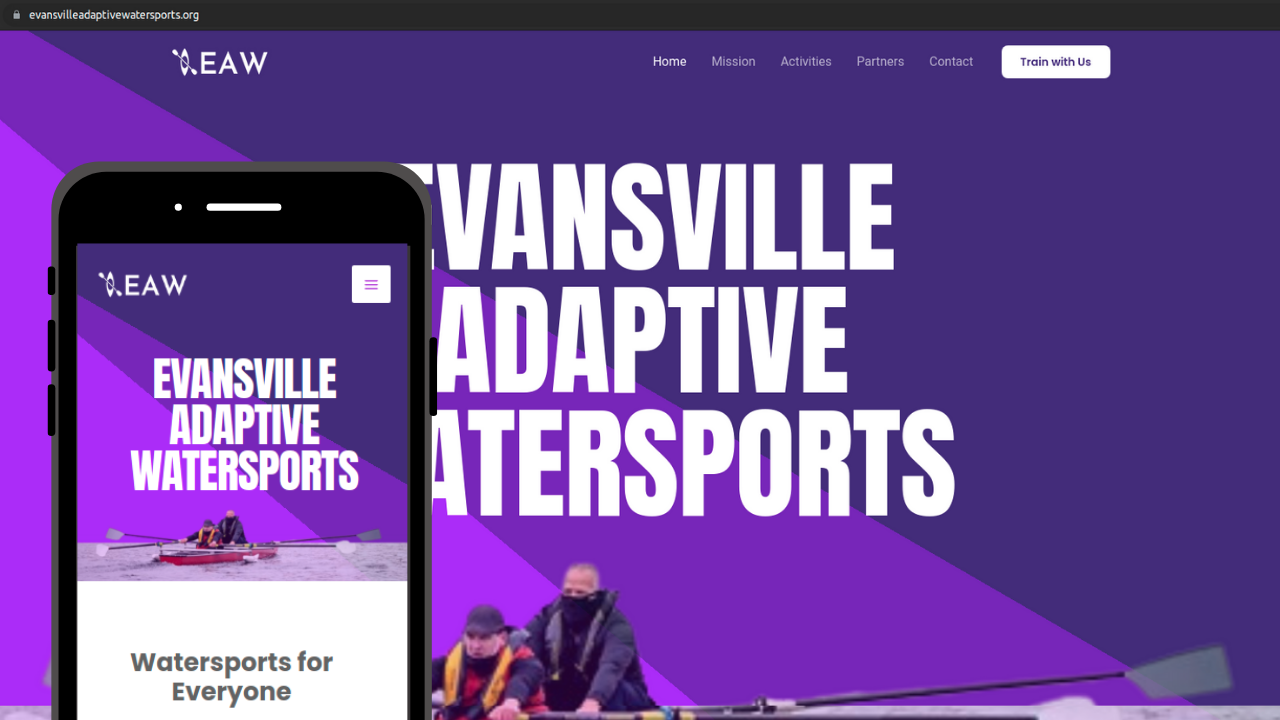 evansvilleadaptivewatersports.org
EAW
Home Mission Activities Partners Contact Train with Us
EVANSVILLE
ADAPTIVE
ATERSPORTS
EAW
EVANSVILLE
ADAPTIVE
WATERSPORTS
Watersports for
Everyone